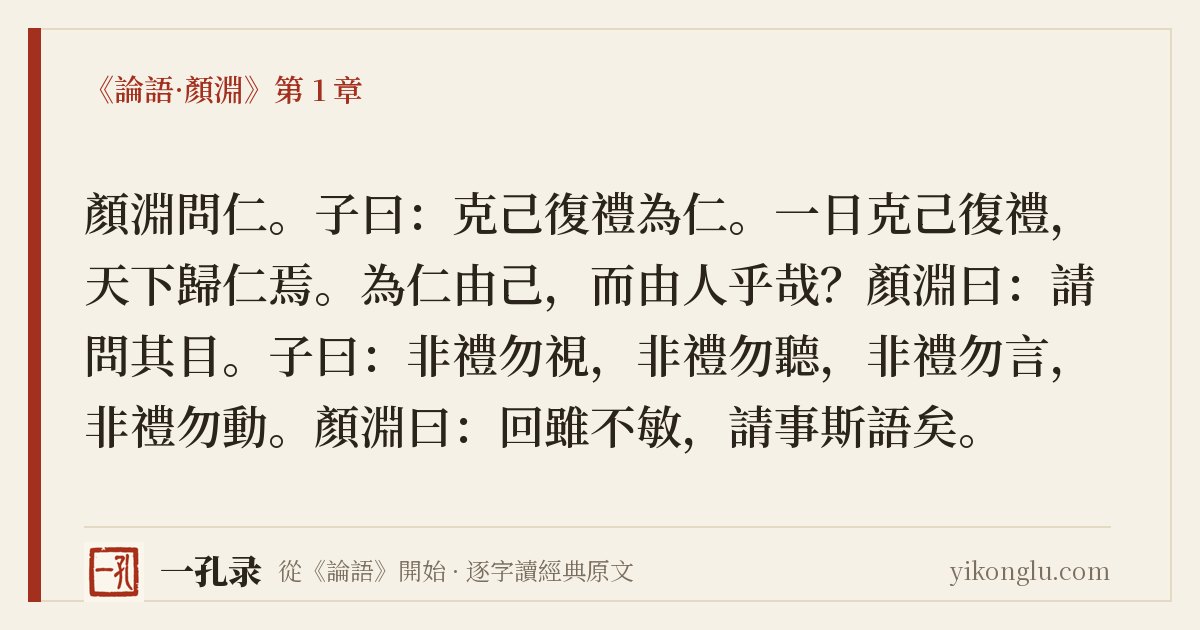 《論語·顏淵》第 1 章
顏淵問仁。子曰：克己復禮為仁。一日克己復禮，
天下歸仁焉。為仁由己，而由人乎哉？顏淵曰：請
問其目。子曰：非禮勿視，非禮勿聽，非禮勿言，
非禮勿動。顏淵曰：回雖不敏，請事斯語矣。
一孔
一孔录 從《論語》開始 · 逐字讀經典原文 yikonglu.com